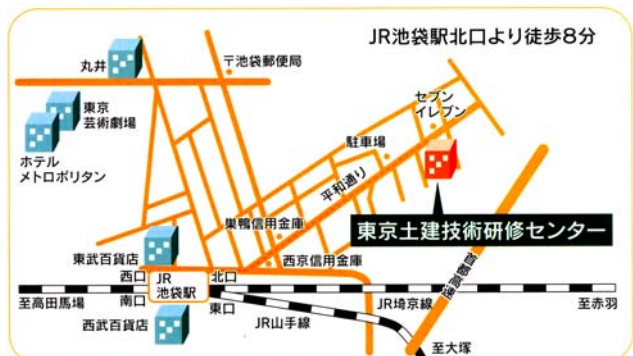 JR池袋駅北口より徒歩8分
丸井
〒池袋郵便局
東京
芸術劇場
ホテル
メトロポリタン
セブン
イレブン
駐車場
平和通り
東京土建技術研修センター
巣鴨信用金庫
西京信用金庫
東武百貨店
西口
JR
池袋駅
北口
首都高速
至高田馬場
南口
東口
JR埼京線
至赤羽
西武百貨店
JR山手線
至大塚